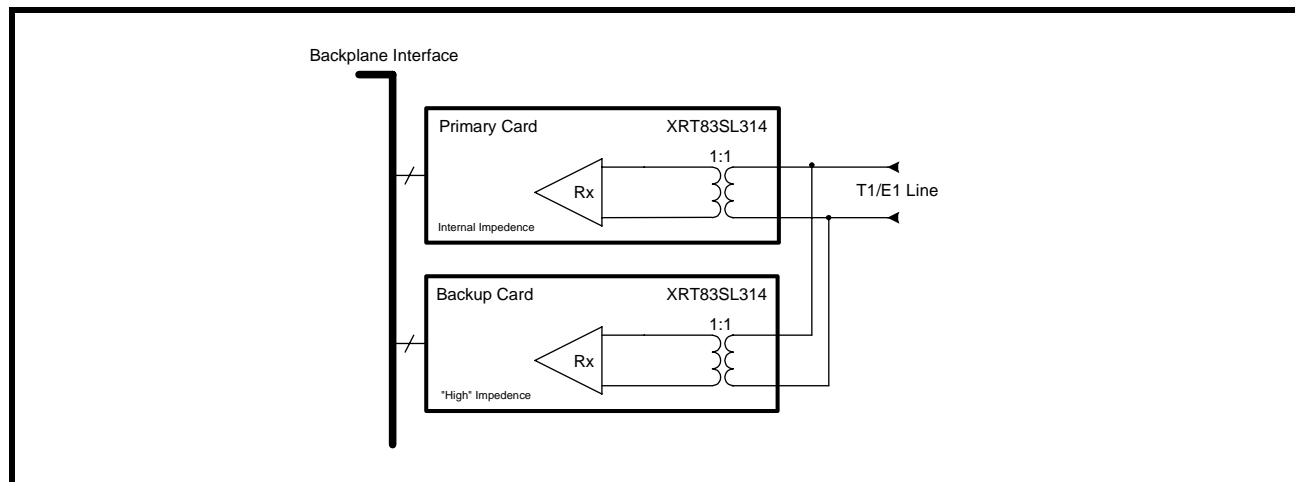 Backplane Interface
Primary Card XRT83SL314
1:1
Rx
T1/E1 Line
Internal Impedence
Backup Card XRT83SL314
1:1
Rx
"High" Impedence